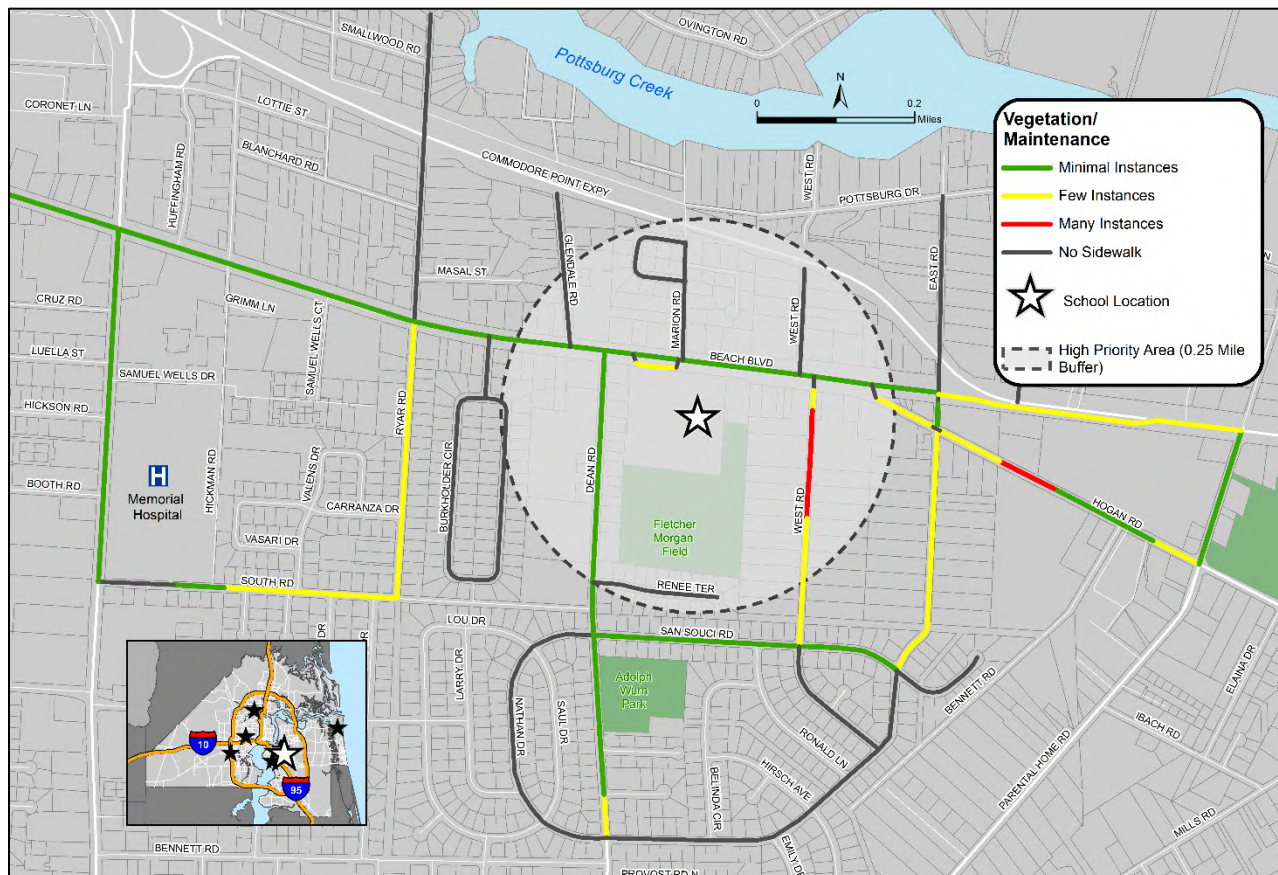 OVINGTON RD
SMALLWOOD RD
Pottsburg Creek
N
0
0.2
Miles
CORONET LN
LOTTIE ST
HUFFINGHAM RD
BLANCHARD RD
COMMODORE POINT EXPY
WEST RD
POTTSBURG DR
Vegetation/
Maintenance
Minimal Instances
Few Instances
Many Instances
No Sidewalk
School Location
High Priority Area (0.25 Mile
Buffer)
EAST RD
GLENDALE RD
MASAL ST
MARION RD
WEST RD
CRUZ RD
GRIMM LN
SAMUEL WELLS CT
LUELLA ST
SAMUEL WELLS DR
BEACH BLVD
HICKSON RD
RYAR RD
BURKHOLDER CIR
DEAN RD
WEST RD
HICKMAN RD
VALENS DR
BOOTH RD
H
Memorial
Hospital
CARRANZA DR
VASARI DR
SOUTH RD
HOGAN RD
Fletcher
Morgan
Field
RENEE TER
LOU DR
SAN SOUCI RD
LARRY DR
NATHAN DR
SAUL DR
Adolph
Wurn
Park
BENNETT RD
ELAINA DR
IBACH RD
PARENTAL HOME RD
RONALD LN
HIRSCH AVE
BELINDA CIR
EMILY DR
MILLS RD
BENNETT RD
PROVOST RD N
DR
10
95